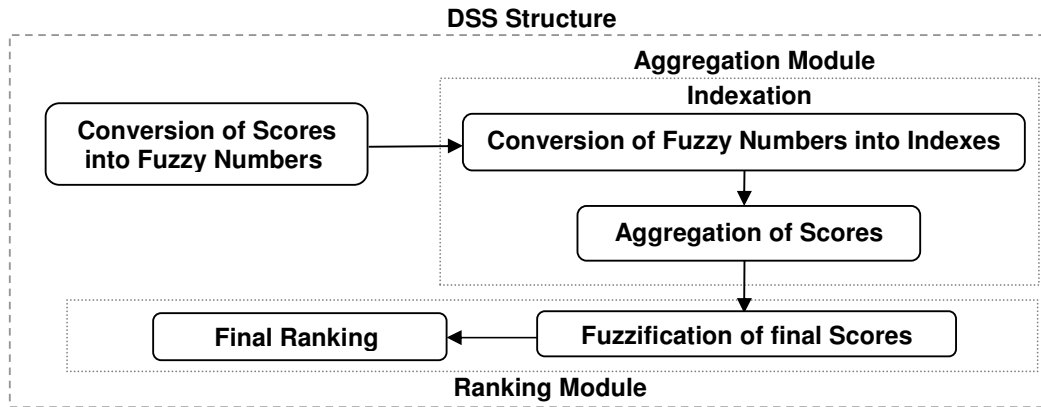 DSS Structure
Aggregation Module
Indexation
Conversion of Scores
into Fuzzy Numbers
Conversion of Fuzzy Numbers into Indexes
Aggregation of Scores
Fuzzification of final Scores
Final Ranking
Ranking Module